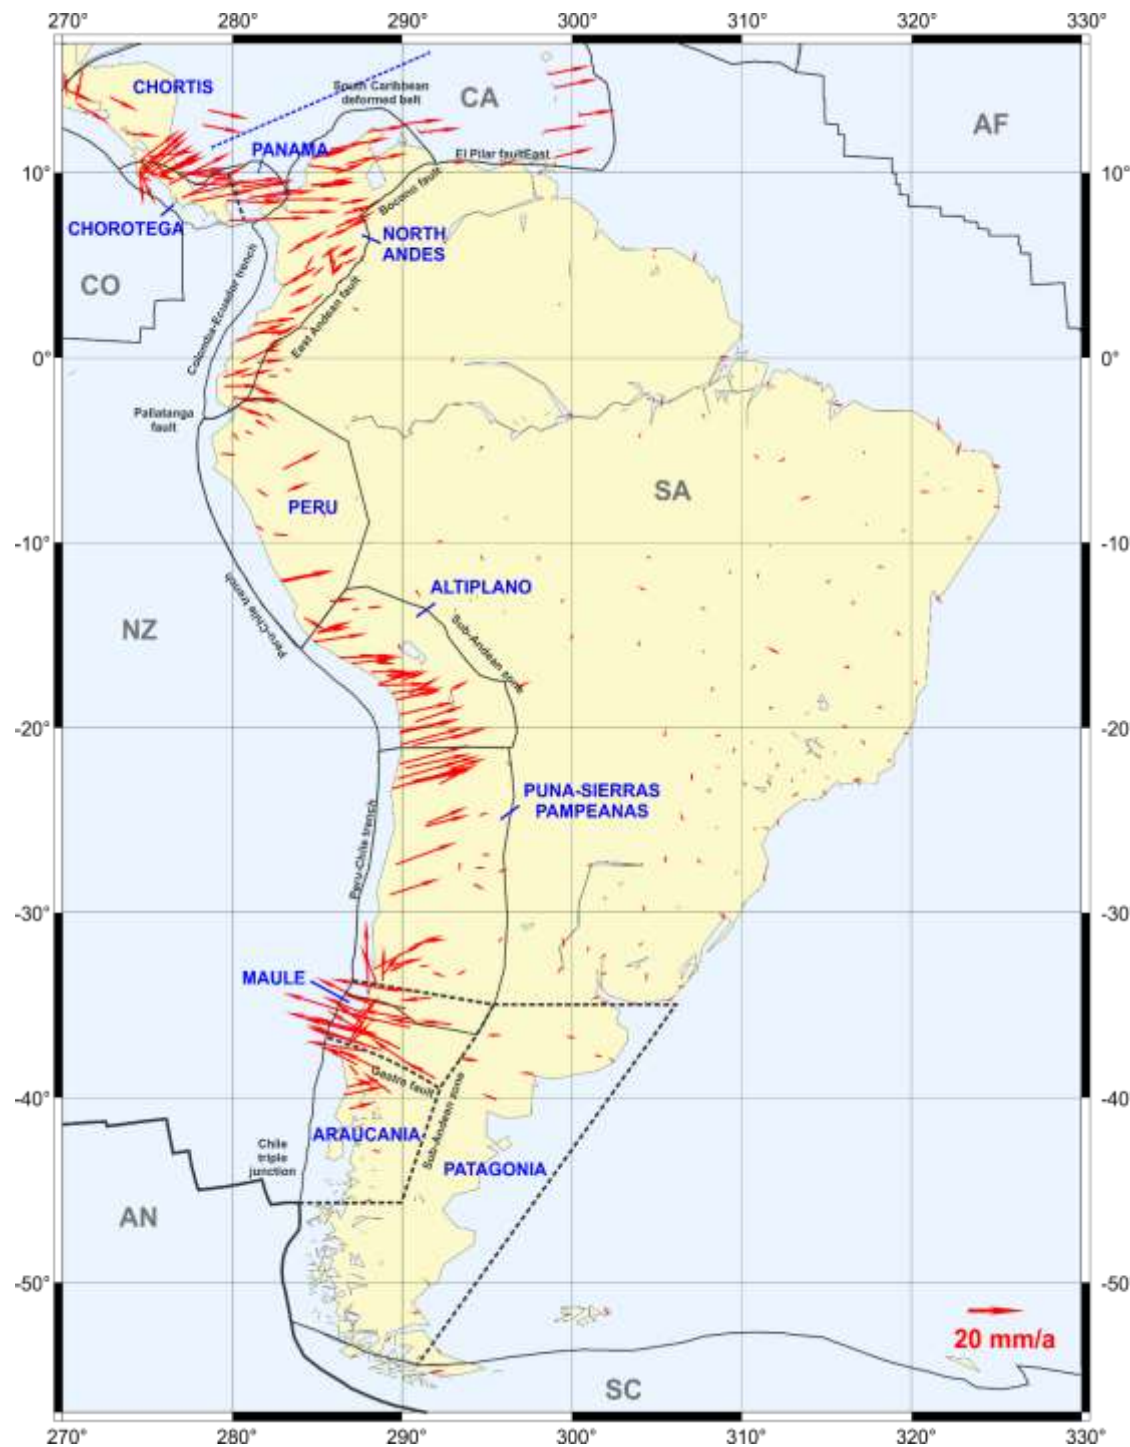 270° 280° 290° 300° 310° 320° 330°
CHORTIS
South Caribbean
deformed belt
CA
AF
PANAMA
El Pilar faultEast
10° 10°
Bocono fault
CHOROTEGA
NORTH
ANDES
CO
Colombia-Ecuador trench
East Andean fault
0° 0°
Pallatanga
fault
SA
PERU
-10° -10
ALTIPLANO
NZ
Peru-Chile trench
Sub-Andean zone
-20° -20
PUNA-SIERRAS
PAMPEANAS
Peru-Chile trench
-30° -30
MAULE
Gastre fault
-40° -40
ARAUCANIA
Sub-Andean zone
Chile
triple
junction
PATAGONIA
AN
-50° -50
20 mm/a
SC
270° 280° 290° 300° 310° 320° 330°